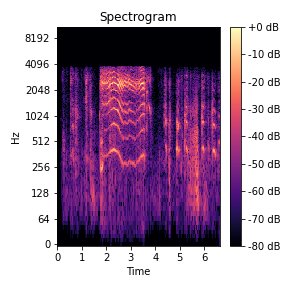 Spectrogram
+0 dB
8192
-10 dB
4096
-20 dB
2048
-30 dB
1024
Hz
512
-40 dB
256
-50 dB
128
-60 dB
64
-70 dB
0
-80 dB
0 1 2 3 4 5 6
Time